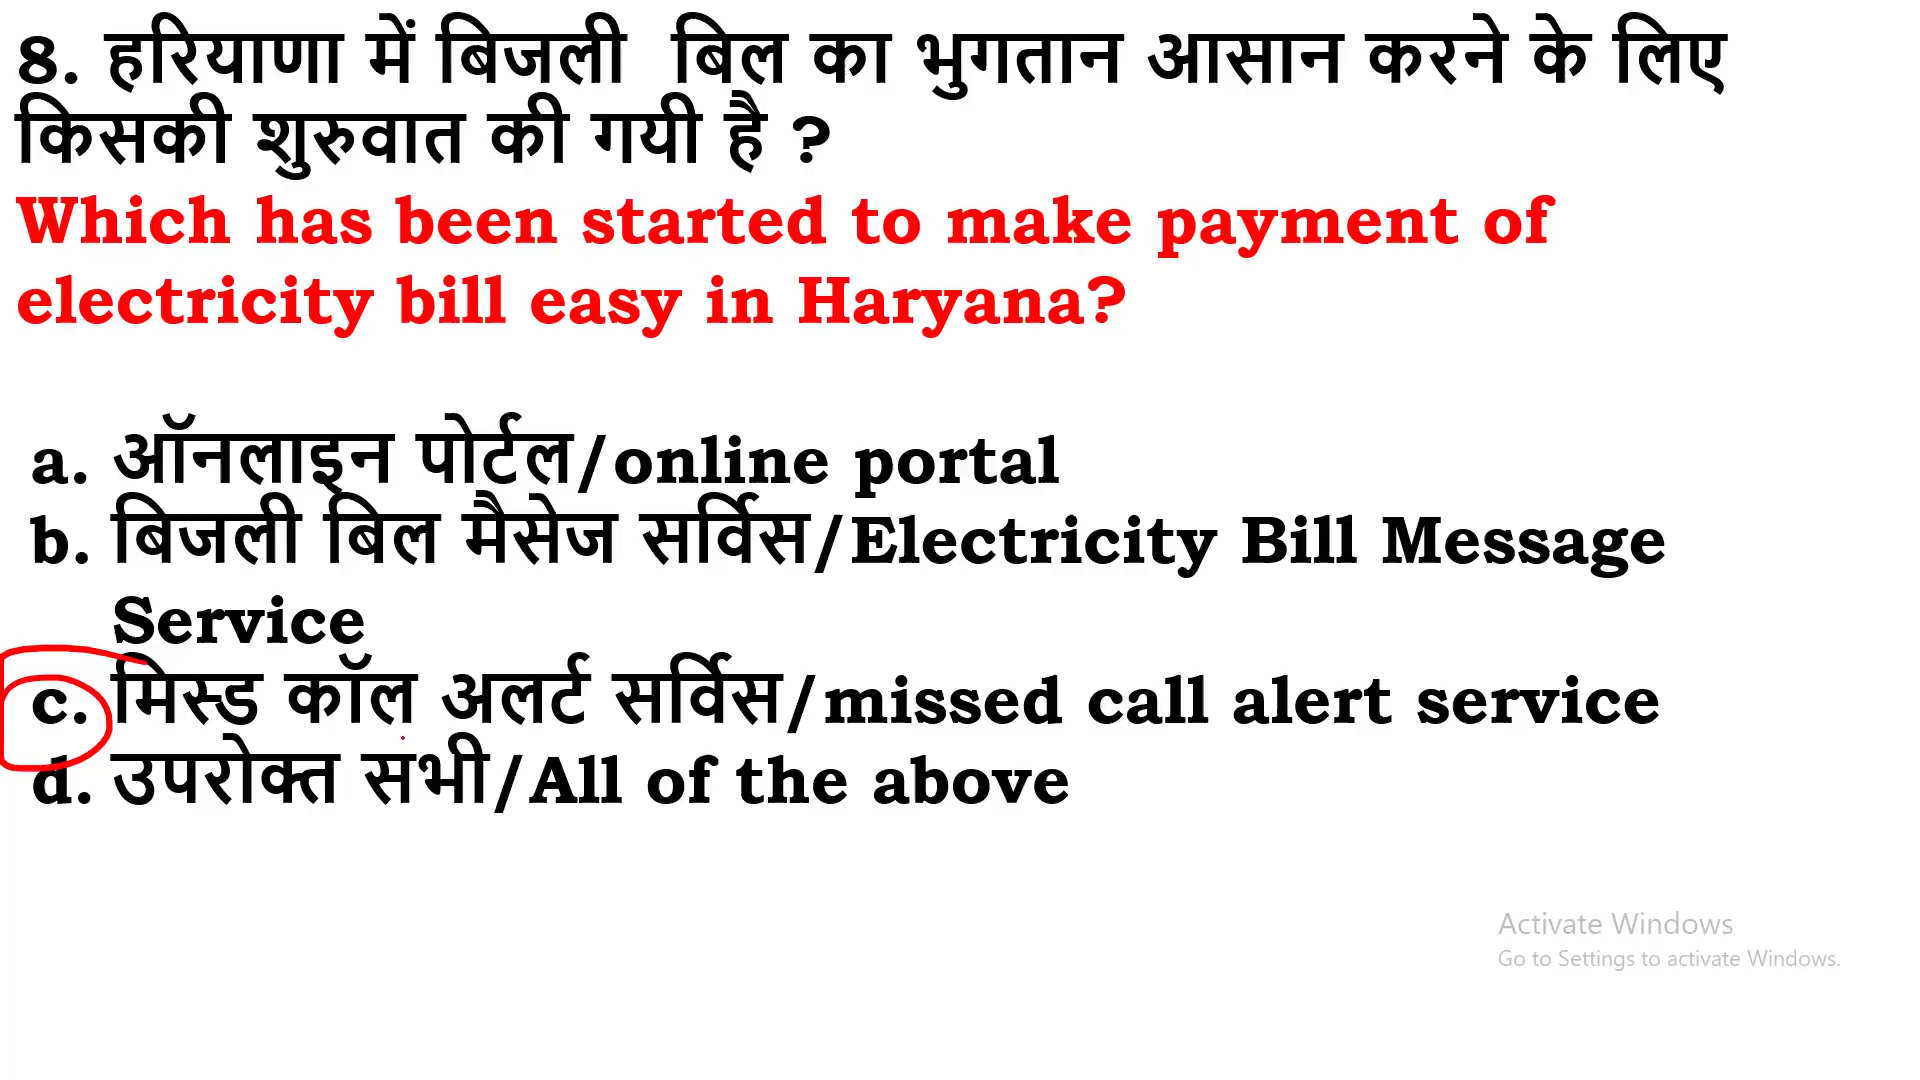 8. हरियाणा में बिजली  बिल का भुगतान आसान करने के लिए
किसकी शुरुवात की गयी है ?
Which has been started to make payment of
electricity bill easy in Haryana?
a. ऑनलाइन पोर्टल/online portal
b. बिजली बिल मैसेज सर्विस/Electricity Bill Message
Service
c. मिस्ड कॉल अलर्ट सर्विस/missed call alert service
d. उपरोक्त सभी/All of the above
Activate Windows
Go to Settings to activate Windows.